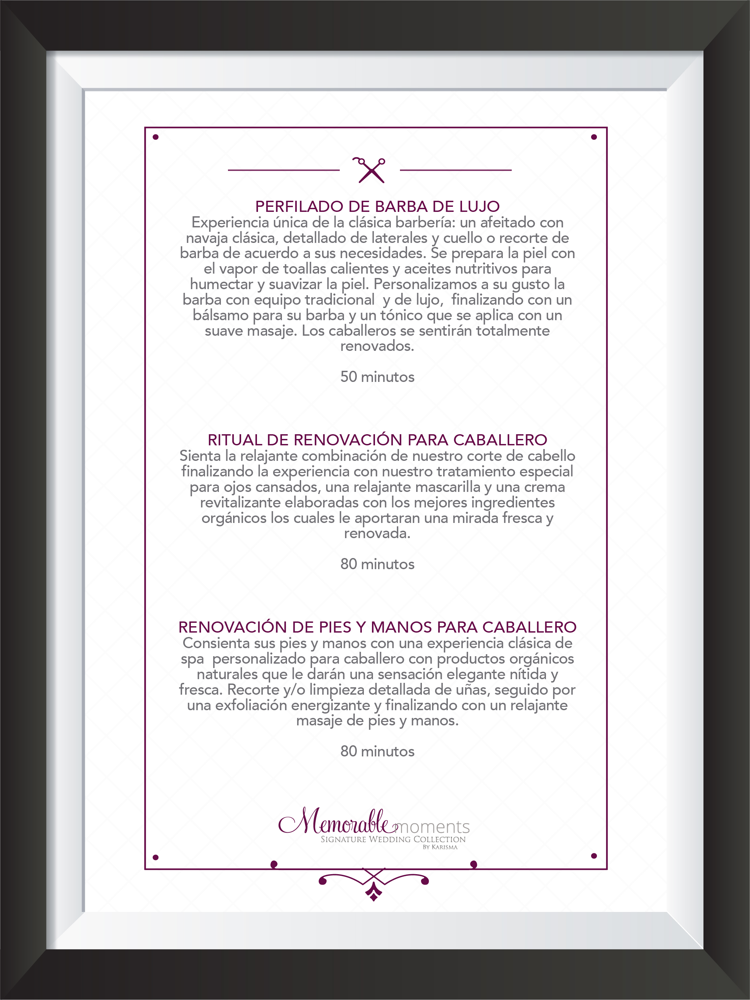 PERFILADO DE BARBA DE LUJO
Experiencia única de la clásica barbería: un afeitado con
navaja clásica, detallado de laterales y cuello o recorte de
barba de acuerdo a sus necesidades. Se prepara la piel con
el vapor de toallas calientes y aceites nutritivos para
humectar y suavizar la piel. Personalizamos a su gusto la
barba con equipo tradicional  y de lujo,  finalizando con un
bálsamo para su barba y un tónico que se aplica con un
suave masaje. Los caballeros se sentirán totalmente
renovados.
50 minutos
RITUAL DE RENOVACIÓN PARA CABALLERO
Sienta la relajante combinación de nuestro corte de cabello
finalizando la experiencia con nuestro tratamiento especial
para ojos cansados, una relajante mascarilla y una crema
revitalizante elaboradas con los mejores ingredientes
orgánicos los cuales le aportaran una mirada fresca y
renovada.
80 minutos
RENOVACIÓN DE PIES Y MANOS PARA CABALLERO
Consienta sus pies y manos con una experiencia clásica de
spa  personalizado para caballero con productos orgánicos
naturales que le darán una sensación elegante nítida y
fresca. Recorte y/o limpieza detallada de uñas, seguido por
una exfoliación energizante y finalizando con un relajante
masaje de pies y manos.
80 minutos
Memorable moments
SIGNATURE WEDDING COLLECTION
BY KARISMA